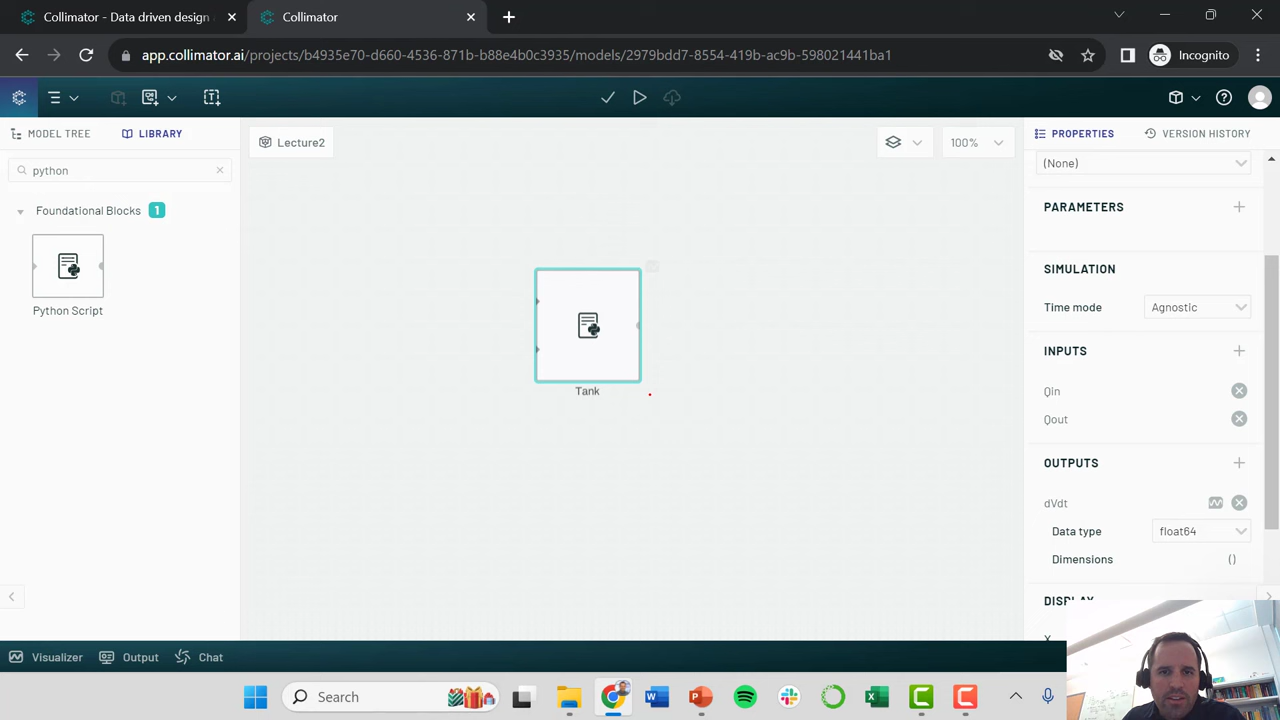 Collimator - Data driven design
Collimator
app.collimator.ai/projects/b4935e70-d660-4536-871b-b88e4b0c3935/models/2979bdd7-8554-419b-ac9b-598021441ba1
Incognito
MODEL TREE
LIBRARY
Lecture2
100%
PROPERTIES
VERSION HISTORY
python
(None)
Foundational Blocks 1
PARAMETERS
Python Script
SIMULATION
Time mode Agnostic
INPUTS
Qin
Qout
Tank
OUTPUTS
dVdt
Data type float64
Dimensions ()
Visualizer
Output
Chat
Search